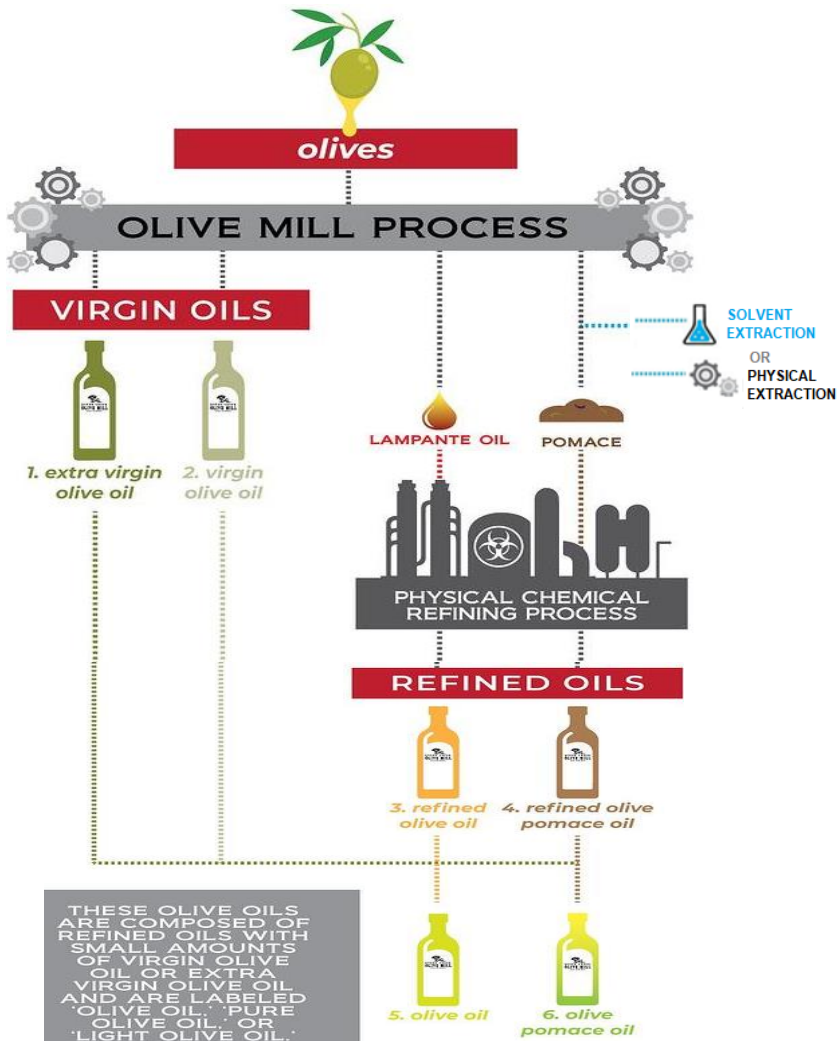 olives
OLIVE MILL PROCESS
VIRGIN OILS
SOLVENT
EXTRACTION
OR
PHYSICAL
EXTRACTION
LAMPANTE OIL
POMACE
1. extra virgin
olive oil
2. virgin
olive oil
PHYSICAL CHEMICAL
REFINING PROCESS
REFINED OILS
3. refined
olive oil
4. refined olive
pomace oil
THESE OLIVE OILS
ARE COMPOSED OF
REFINED OILS WITH
SMALL AMOUNTS
OF VIRGIN OLIVE
OIL OR EXTRA
VIRGIN OLIVE OIL
AND ARE LABELED
'OLIVE OIL,' 'PURE
OLIVE OIL,' OR
'LIGHT OLIVE OIL.'
5. olive oil
6. olive
pomace oil